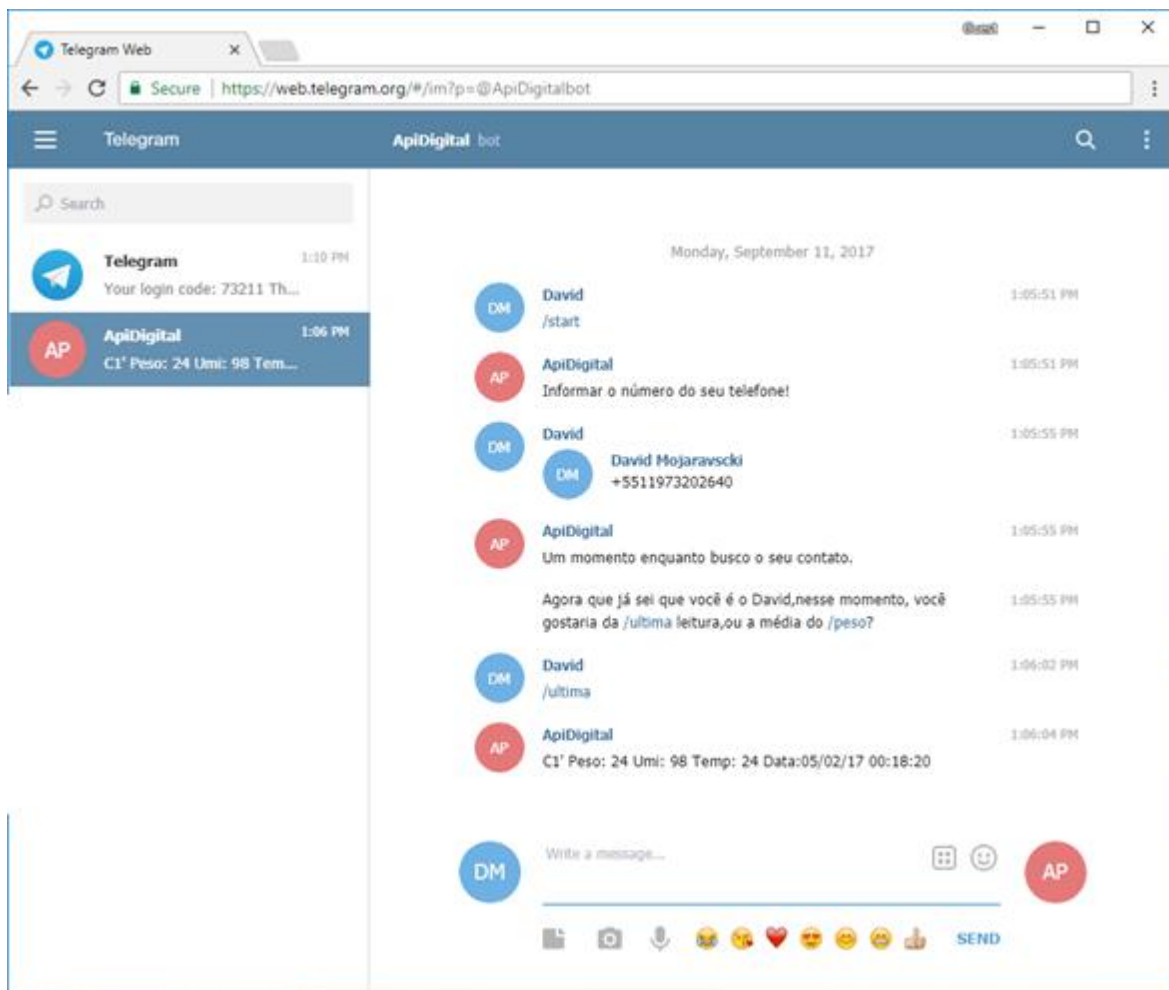 Guest
Telegram Web
Secure | https://web.telegram.org/#/im?p=@ApiDigitalbot
Telegram
ApiDigital bot
Search
Telegram 1:10 PM
Your login code: 73211 Th...
AP
ApiDigital 1:06 PM
C1' Peso: 24 Umi: 98 Tem...
Monday, September 11, 2017
DM
David 1:05:51 PM
/start
AP
ApiDigital 1:05:51 PM
Informar o número do seu telefone!
DM
David 1:05:55 PM
DM
David Mojaravscki
+5511973202640
AP
ApiDigital 1:05:55 PM
Um momento enquanto busco o seu contato.
Agora que já sei que você é o David,nesse momento, você 1:05:55 PM
gostaria da /ultima leitura,ou a média do /peso?
DM
David 1:06:02 PM
/ultima
AP
ApiDigital 1:06:04 PM
C1' Peso: 24 Umi: 98 Temp: 24 Data:05/02/17 00:18:20
DM
Write a message...
AP
SEND